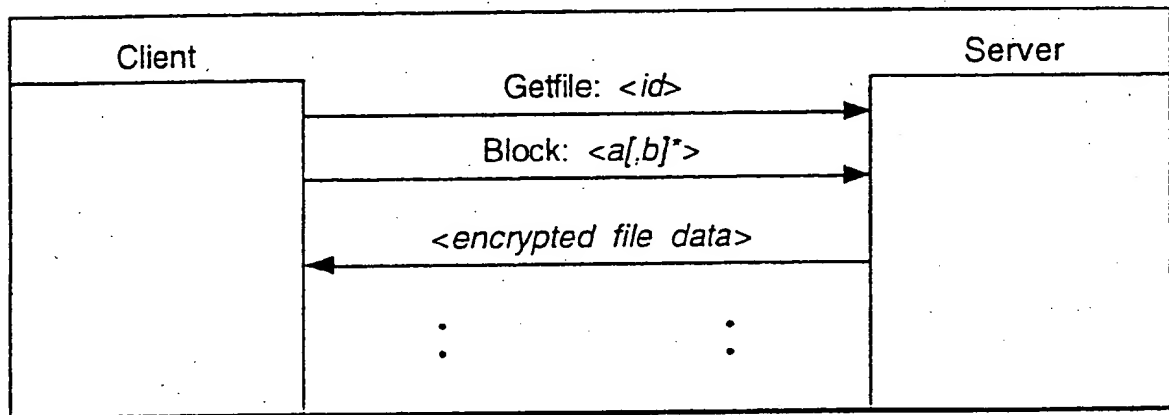 Client
Server
Getfile: <id>
Block: <a[,b]*>
<encrypted file data>